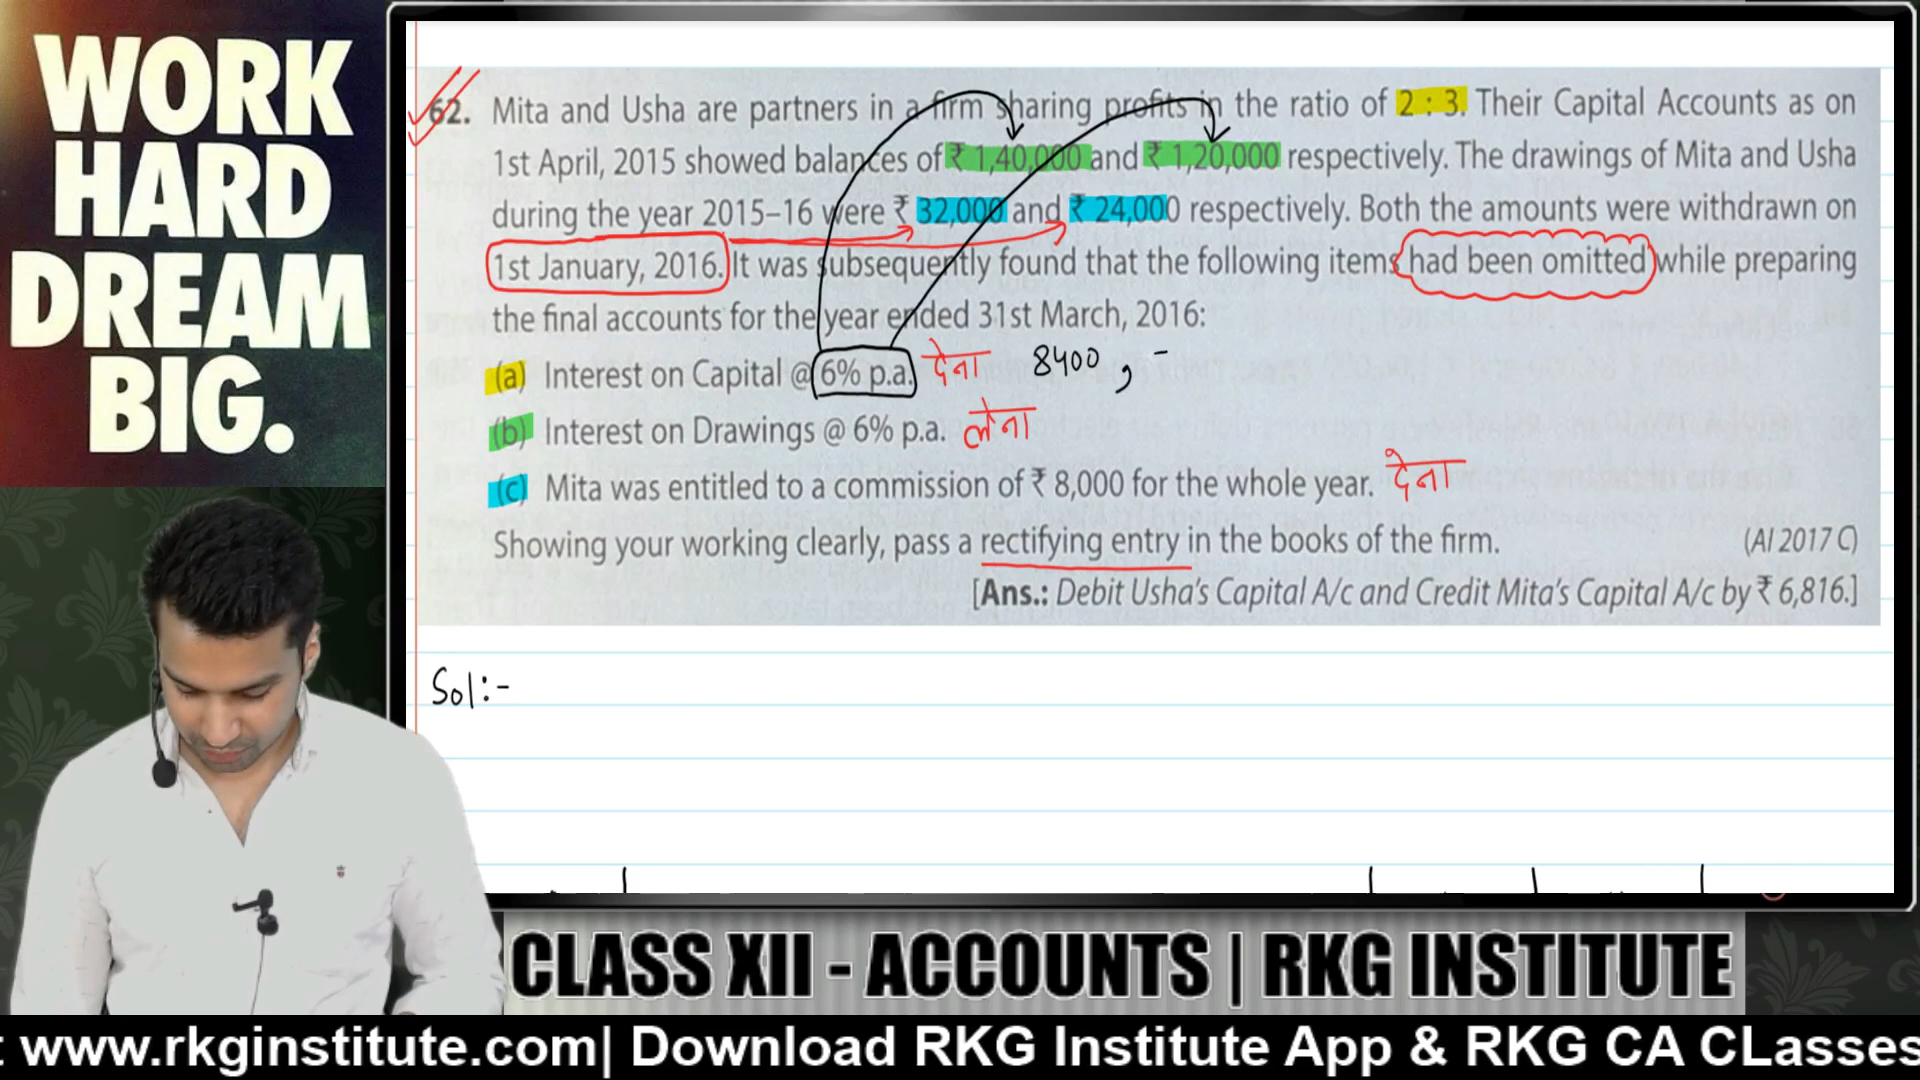 WORK
HARD
DREAM
BIG.
62. Mita and Usha are partners in a firm sharing profits in the ratio of 2 : 3. Their Capital Accounts as on
1st April, 2015 showed balances of ₹ 1,40,000 and ₹ 1,20,000 respectively. The drawings of Mita and Usha
during the year 2015–16 were ₹ 32,000 and ₹ 24,000 respectively. Both the amounts were withdrawn on
1st January, 2016. It was subsequently found that the following items had been omitted while preparing
the final accounts for the year ended 31st March, 2016:
(a) Interest on Capital @ 6% p.a. देना 8400 , -
(b) Interest on Drawings @ 6% p.a. लेना
(c) Mita was entitled to a commission of ₹ 8,000 for the whole year. देना
Showing your working clearly, pass a rectifying entry in the books of the firm. (AI 2017 C)
[Ans.: Debit Usha's Capital A/c and Credit Mita's Capital A/c by ₹ 6,816.]
Sol:-
CLASS XII - ACCOUNTS | RKG INSTITUTE
www.rkginstitute.com| Download RKG Institute App & RKG CA CLasses